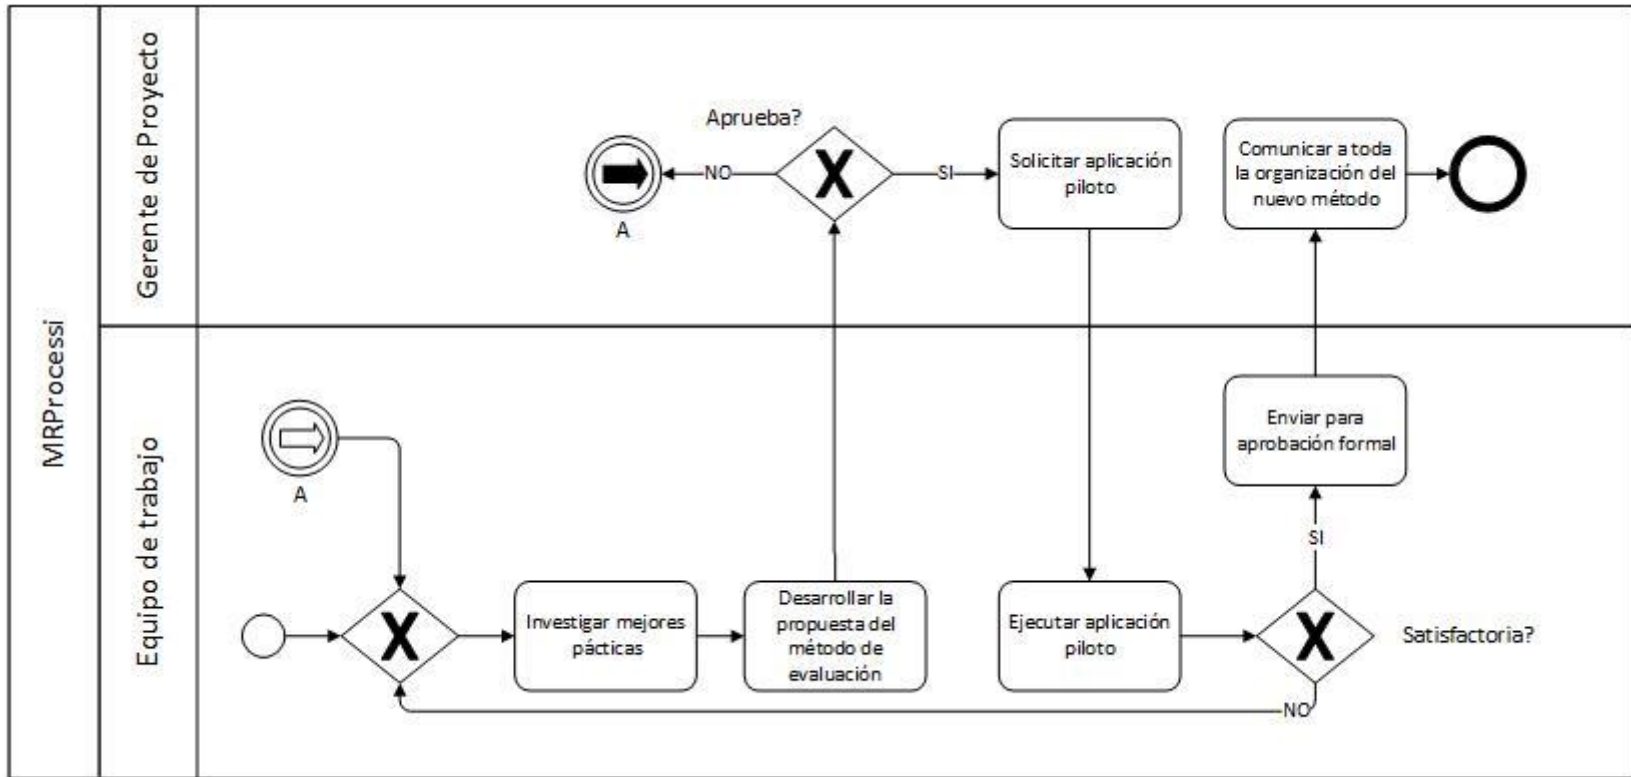 MRProcessi
Gerente de Proyecto
Aprueba?
NO
A
SI
Solicitar aplicación
piloto
Comunicar a toda
la organización del
nuevo método
Equipo de trabajo
A
Investigar mejores
pácticas
Desarrollar la
propuesta del
método de
evaluación
Ejecutar aplicación
piloto
Satisfactoria?
SI
Enviar para
aprobación formal
NO